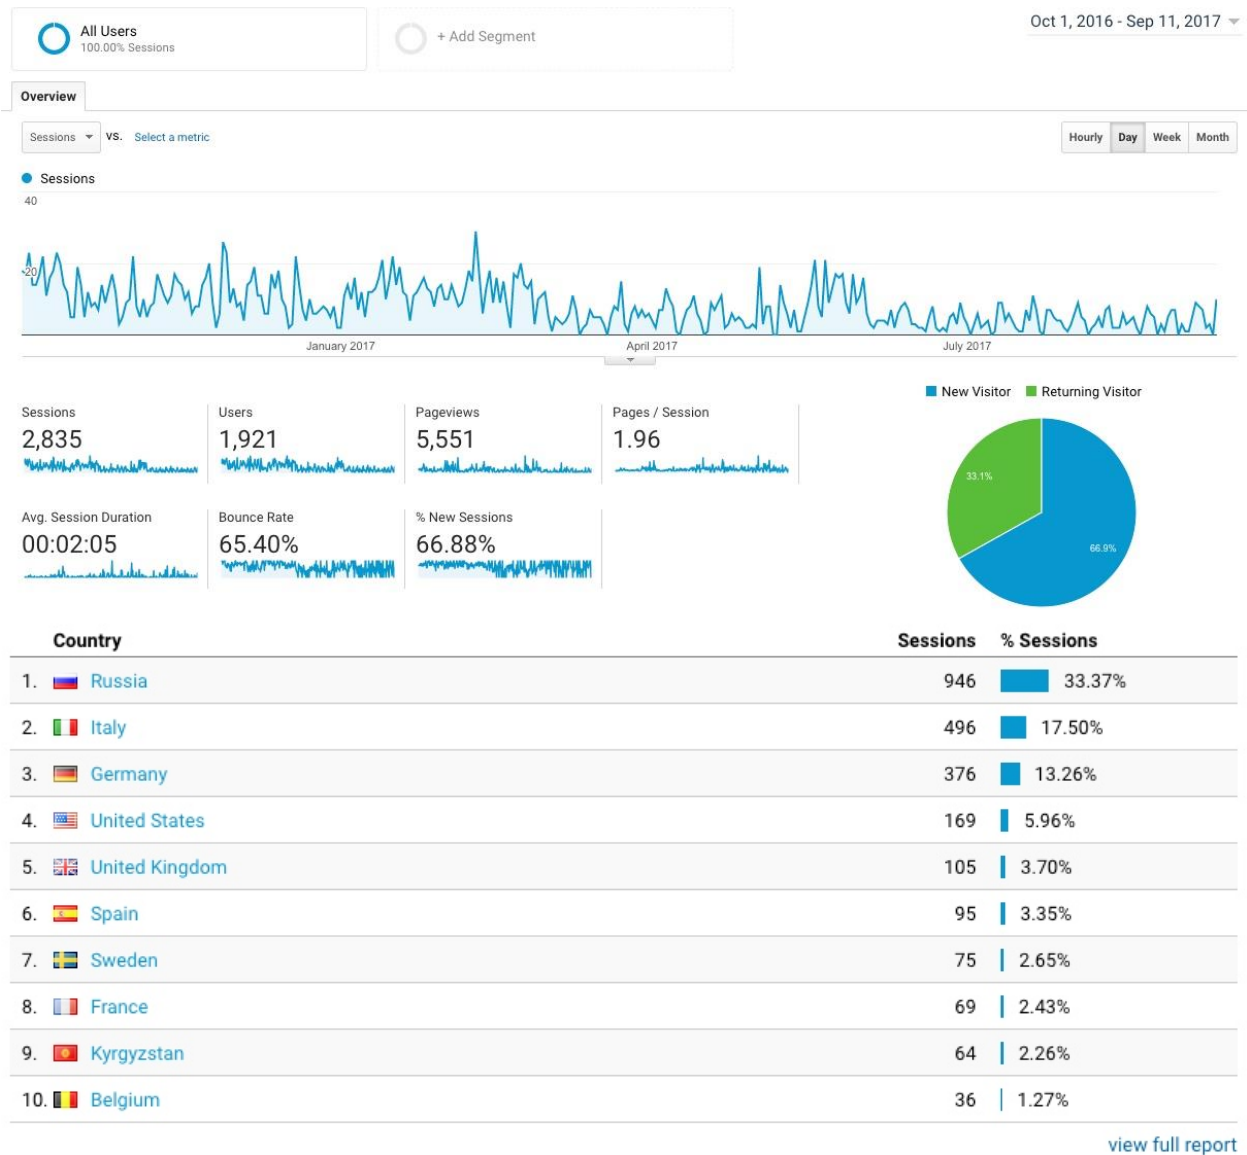 All Users
100.00% Sessions
+ Add Segment
Oct 1, 2016 - Sep 11, 2017
Overview
Sessions VS. Select a metric
Hourly Day Week Month
Sessions
40
20
January 2017 April 2017 July 2017
New Visitor Returning Visitor
Sessions Users Pageviews Pages / Session
2,835 1,921 5,551 1.96
33.1%
Avg. Session Duration Bounce Rate % New Sessions
00:02:05 65.40% 66.88%
66.9%
Country Sessions % Sessions
1. Russia 946 33.37%
2. Italy 496 17.50%
3. Germany 376 13.26%
4. United States 169 5.96%
5. United Kingdom 105 3.70%
6. Spain 95 3.35%
7. Sweden 75 2.65%
8. France 69 2.43%
9. Kyrgyzstan 64 2.26%
10. Belgium 36 1.27%
view full report